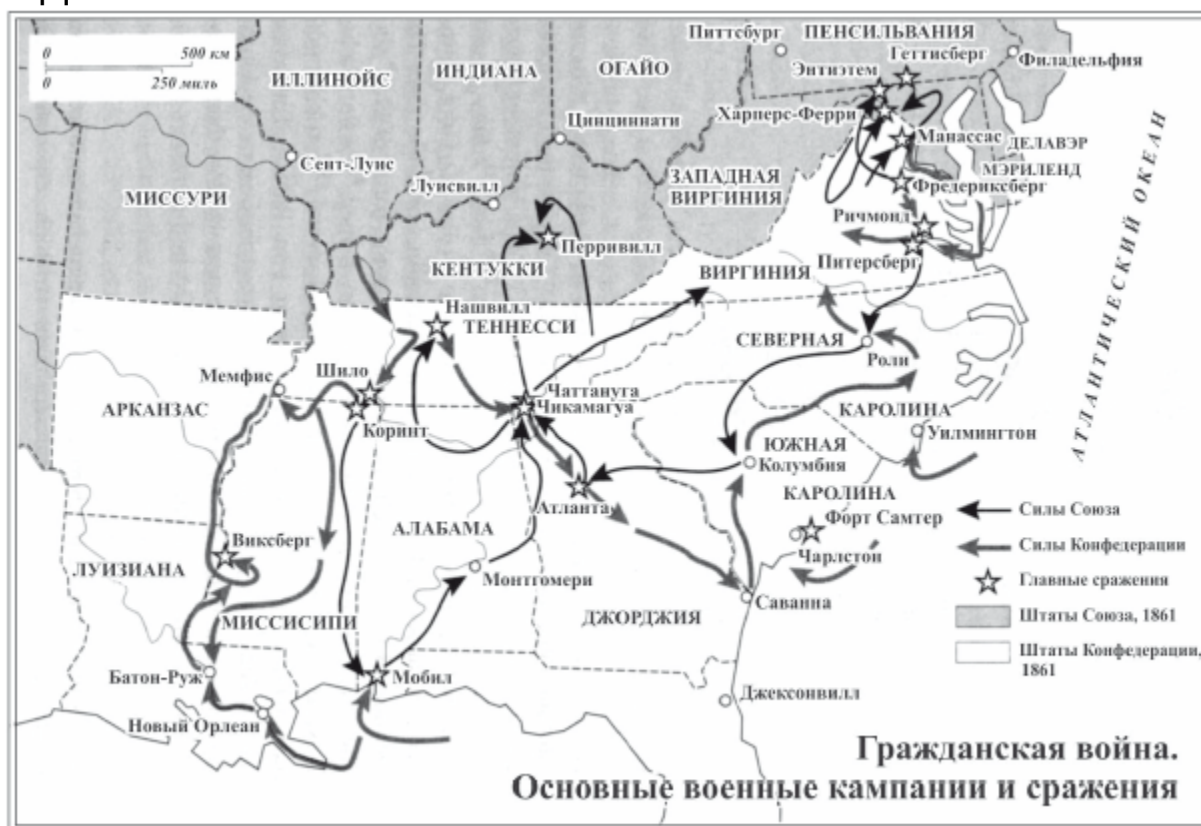 0 500 км
0 250 миль
ИЛЛИНОЙС
ИНДИАНА
ОГАЙО
Питтсбург
ПЕНСИЛЬВАНИЯ
Геттисберг
Энтиэтем
Филадельфия
Харперс-Ферри
Цинциннати
Манассас
ДЕЛАВЭР
Сент-Луис
МЭРИЛЕНД
Луисвилл
ЗАПАДНАЯ
ВИРГИНИЯ
Фредериксберг
МИССУРИ
Ричмонд
Перривилл
КЕНТУККИ
Питерсберг
ВИРГИНИЯ
Нашвилл
ТЕННЕССИ
СЕВЕРНАЯ
Роли
АТЛАНТИЧЕСКИЙ ОКЕАН
Мемфис
Шило
Чаттануга
Чикамагуа
АРКАНЗАС
КАРОЛИНА
Коринт
Уилмингтон
ЮЖНАЯ
Колумбия
КАРОЛИНА
Атланта
Форт Самтер
АЛАБАМА
Чарлстон
Виксберг
ЛУИЗИАНА
Монтгомери
Саванна
ДЖОРДЖИЯ
МИССИСИПИ
Батон-Руж
Мобил
Джексонвилл
Новый Орлеан
Силы Союза
Силы Конфедерации
Главные сражения
Штаты Союза, 1861
Штаты Конфедерации,
1861
Гражданская война.
Основные военные кампании и сражения